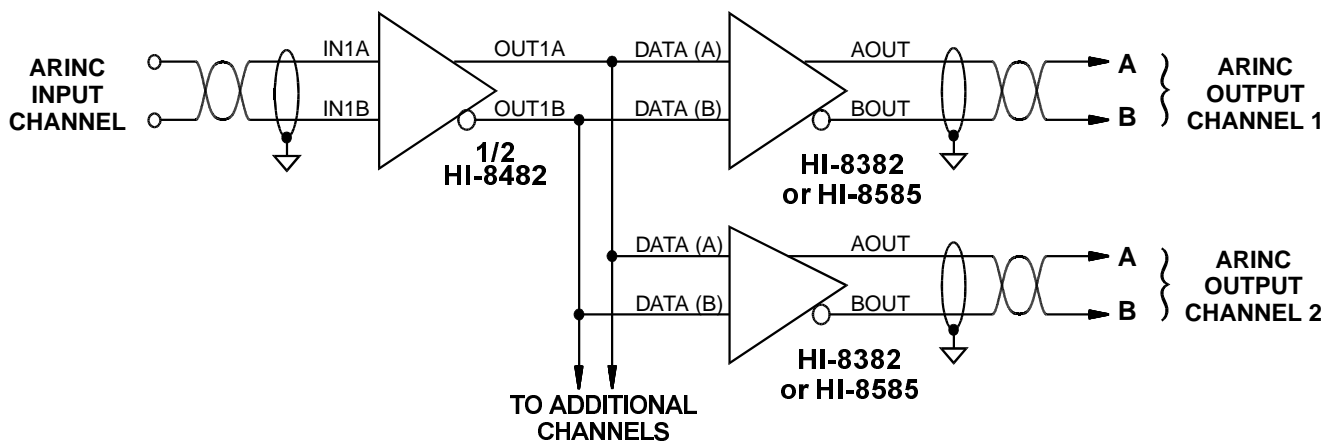 ARINC
INPUT
CHANNEL
IN1A
IN1B
1/2
HI-8482
OUT1A
OUT1B
DATA (A)
DATA (B)
AOUT
BOUT
HI-8382
or HI-8585
A
B
ARINC
OUTPUT
CHANNEL 1
DATA (A)
DATA (B)
AOUT
BOUT
HI-8382
or HI-8585
A
B
ARINC
OUTPUT
CHANNEL 2
TO ADDITIONAL
CHANNELS